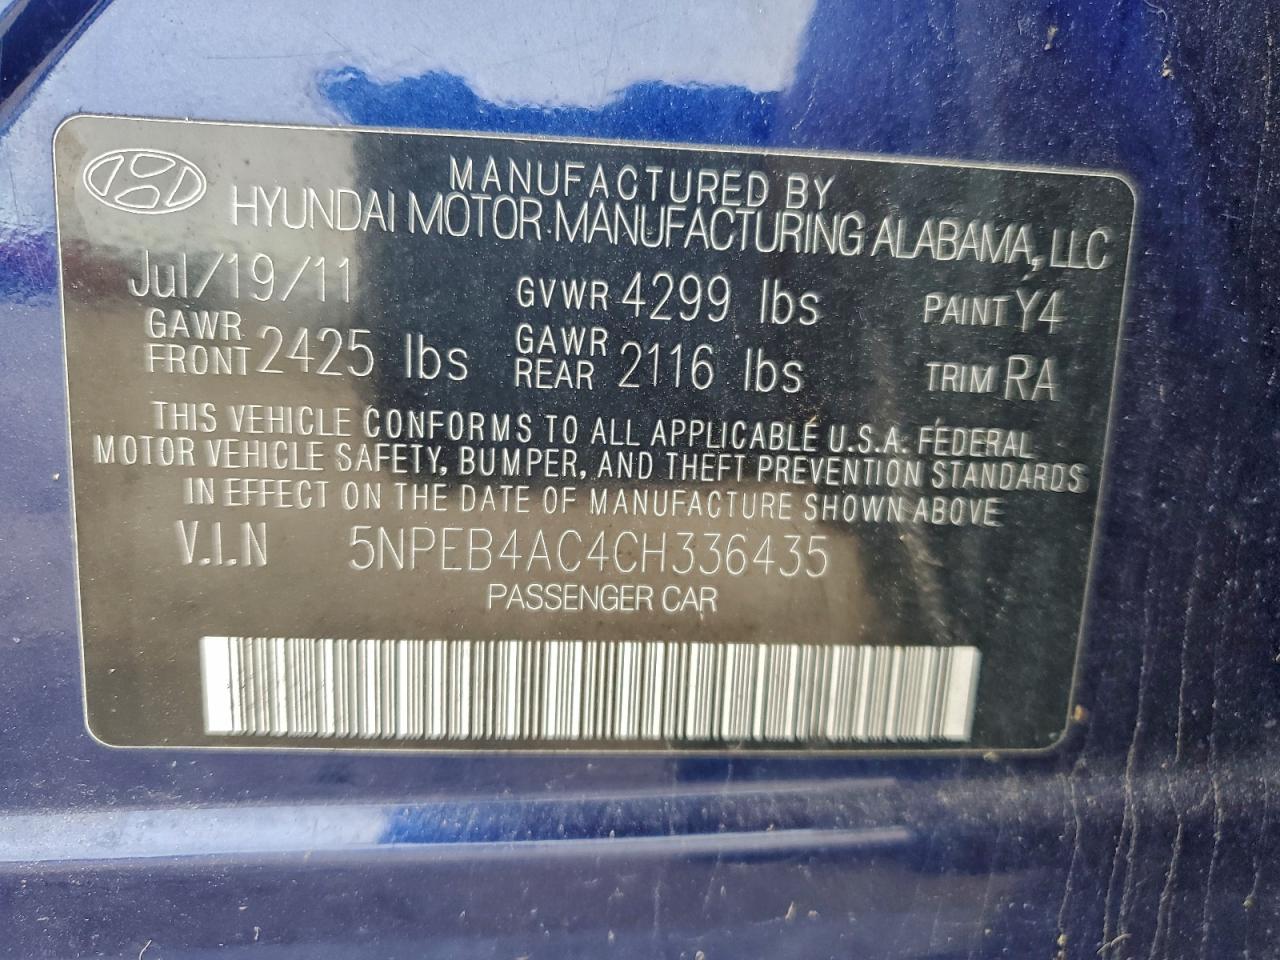 MANUFACTURED BY
HYUNDAI MOTOR MANUFACTURING ALABAMA, LLC
Jul/19/11 GVWR 4299 lbs PAINT Y4
GAWR FRONT 2425 lbs GAWR REAR 2116 lbs TRIM RA
THIS VEHICLE CONFORMS TO ALL APPLICABLE U.S.A. FEDERAL
MOTOR VEHICLE SAFETY, BUMPER, AND THEFT PREVENTION STANDARDS
IN EFFECT ON THE DATE OF MANUFACTURE SHOWN ABOVE
V.I.N 5NPEB4AC4CH336435
PASSENGER CAR